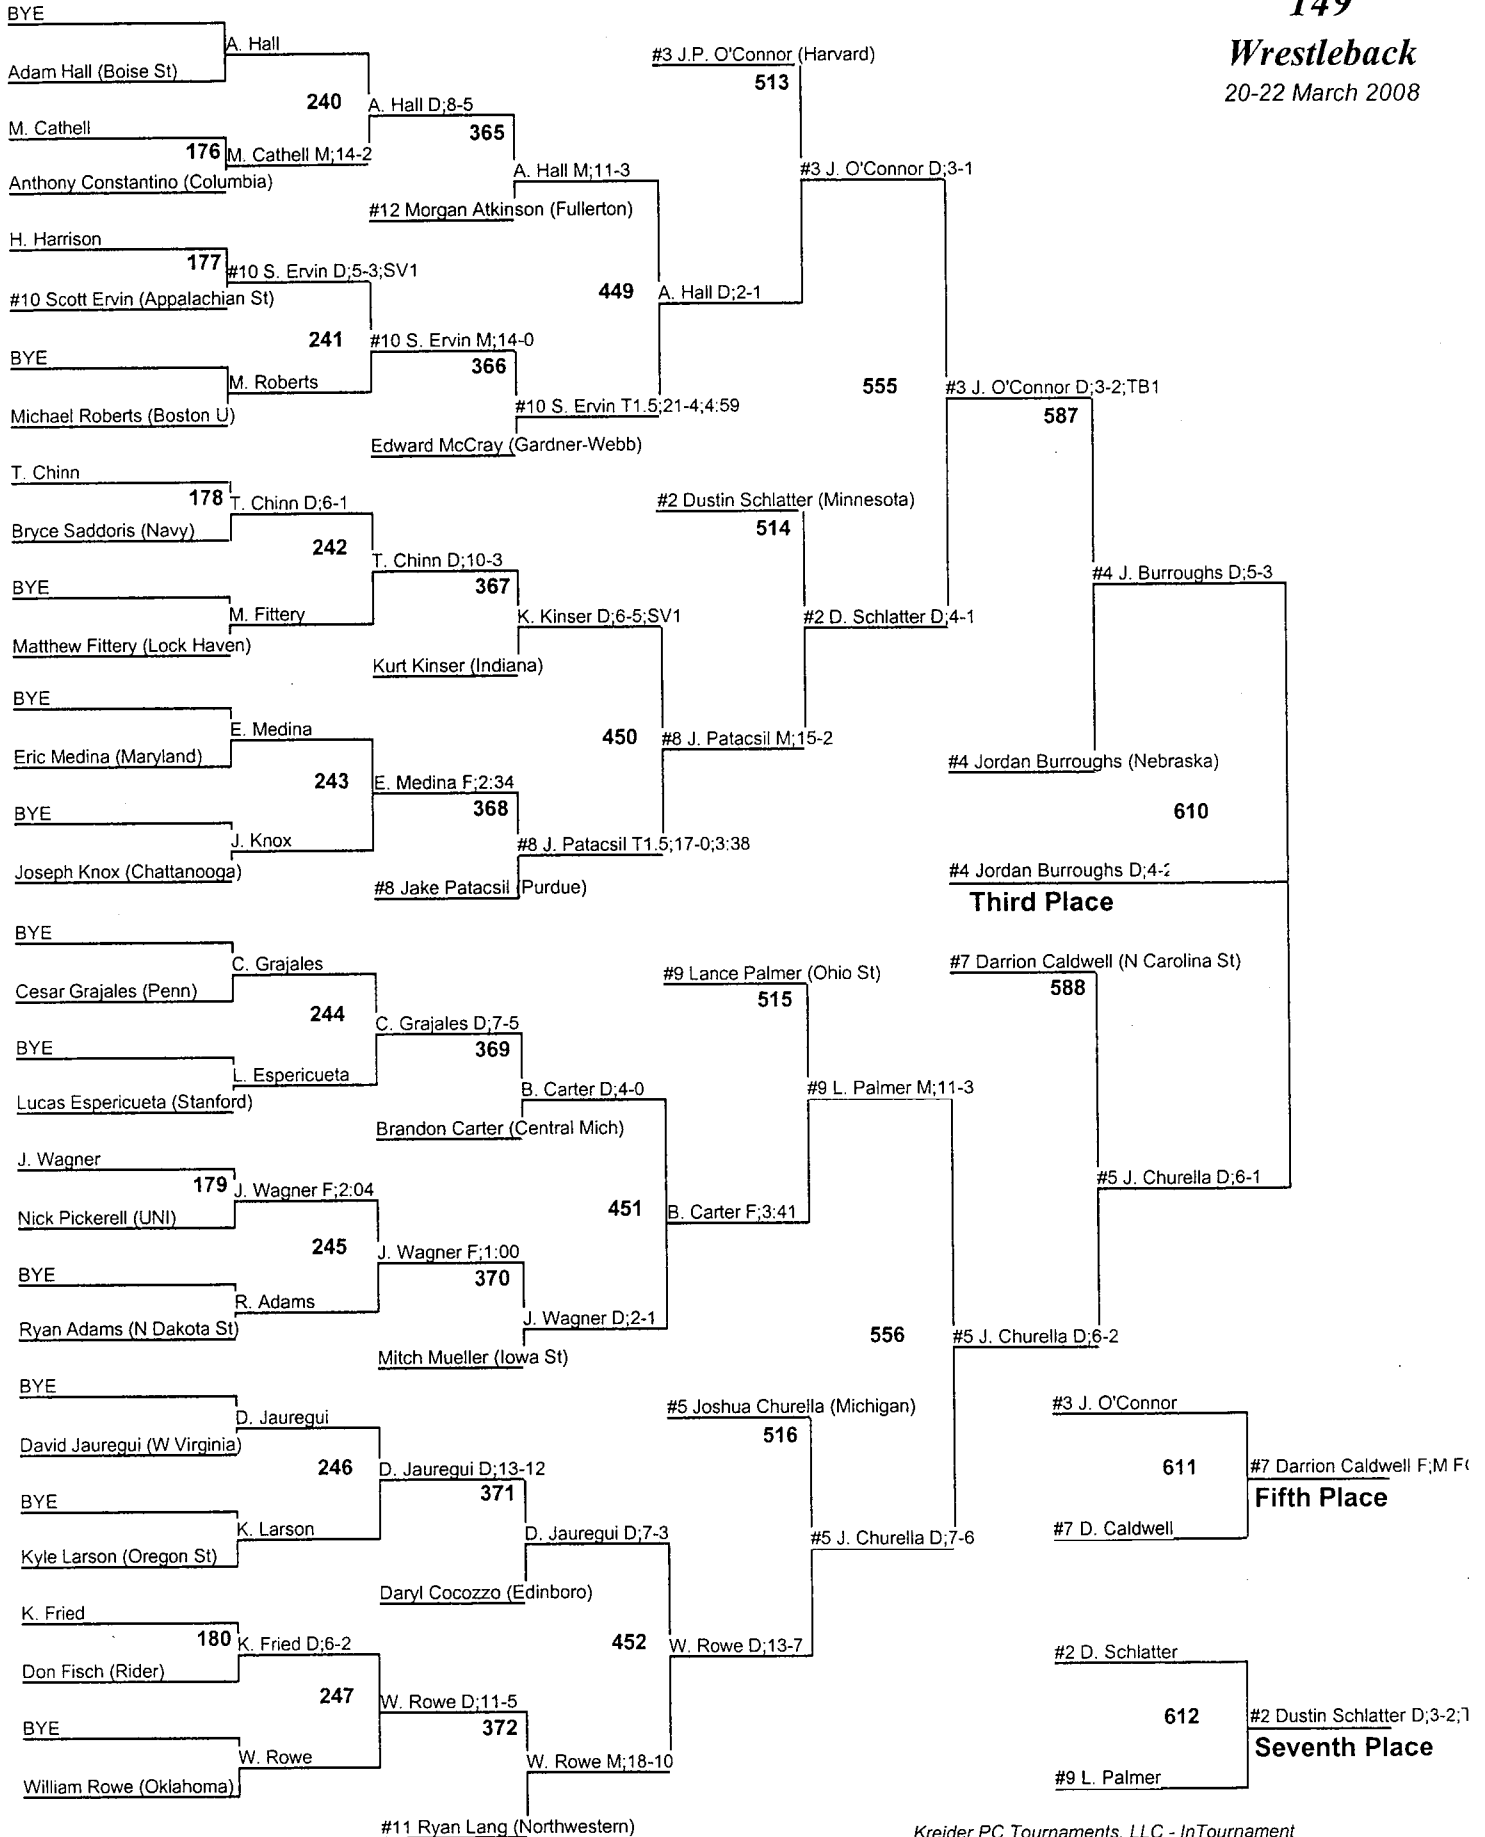 149
Wrestleback
20-22 March 2008
BYE
A. Hall
Adam Hall (Boise St)
240
A. Hall D;8-5
365
M. Cathell
176
M. Cathell M;14-2
Anthony Constantino (Columbia)
A. Hall M;11-3
#12 Morgan Atkinson (Fullerton)
H. Harrison
177
#10 S. Ervin D;5-3;SV1
#10 Scott Ervin (Appalachian St)
449
A. Hall D;2-1
241
#10 S. Ervin M;14-0
366
BYE
M. Roberts
Michael Roberts (Boston U)
#10 S. Ervin T1.5;21-4;4:59
Edward McCray (Gardner-Webb)
#3 J.P. O'Connor (Harvard)
513
#3 J. O'Connor D;3-1
555
#3 J. O'Connor D;3-2;TB1
587
T. Chinn
178
T. Chinn D;6-1
Bryce Saddoris (Navy)
242
T. Chinn D;10-3
367
BYE
M. Fittery
Matthew Fittery (Lock Haven)
K. Kinser D;6-5;SV1
Kurt Kinser (Indiana)
#2 Dustin Schlatter (Minnesota)
514
#2 D. Schlatter D;4-1
#4 J. Burroughs D;5-3
BYE
E. Medina
Eric Medina (Maryland)
243
E. Medina F;2:34
368
450
#8 J. Patacsil M;15-2
BYE
J. Knox
Joseph Knox (Chattanooga)
#8 J. Patacsil T1.5;17-0;3:38
#8 Jake Patacsil (Purdue)
#4 Jordan Burroughs (Nebraska)
610
#4 Jordan Burroughs D;4-2
Third Place
BYE
C. Grajales
Cesar Grajales (Penn)
244
C. Grajales D;7-5
369
BYE
L. Espericueta
Lucas Espericueta (Stanford)
B. Carter D;4-0
Brandon Carter (Central Mich)
#9 Lance Palmer (Ohio St)
515
#9 L. Palmer M;11-3
#7 Darrion Caldwell (N Carolina St)
588
#5 J. Churella D;6-1
J. Wagner
179
J. Wagner F;2:04
Nick Pickerell (UNI)
451
B. Carter F;3:41
245
J. Wagner F;1:00
370
BYE
R. Adams
Ryan Adams (N Dakota St)
J. Wagner D;2-1
Mitch Mueller (Iowa St)
556
#5 J. Churella D;6-2
BYE
D. Jauregui
David Jauregui (W Virginia)
246
D. Jauregui D;13-12
371
BYE
K. Larson
Kyle Larson (Oregon St)
D. Jauregui D;7-3
Daryl Cocozzo (Edinboro)
#5 Joshua Churella (Michigan)
516
#5 J. Churella D;7-6
#3 J. O'Connor
611
#7 Darrion Caldwell F;M F
Fifth Place
#7 D. Caldwell
K. Fried
180
K. Fried D;6-2
Don Fisch (Rider)
452
W. Rowe D;13-7
247
W. Rowe D;11-5
372
BYE
W. Rowe
William Rowe (Oklahoma)
W. Rowe M;18-10
#11 Ryan Lang (Northwestern)
#2 D. Schlatter
612
#2 Dustin Schlatter D;3-2;
Seventh Place
#9 L. Palmer
Kreider PC Tournaments, LLC - InTournament